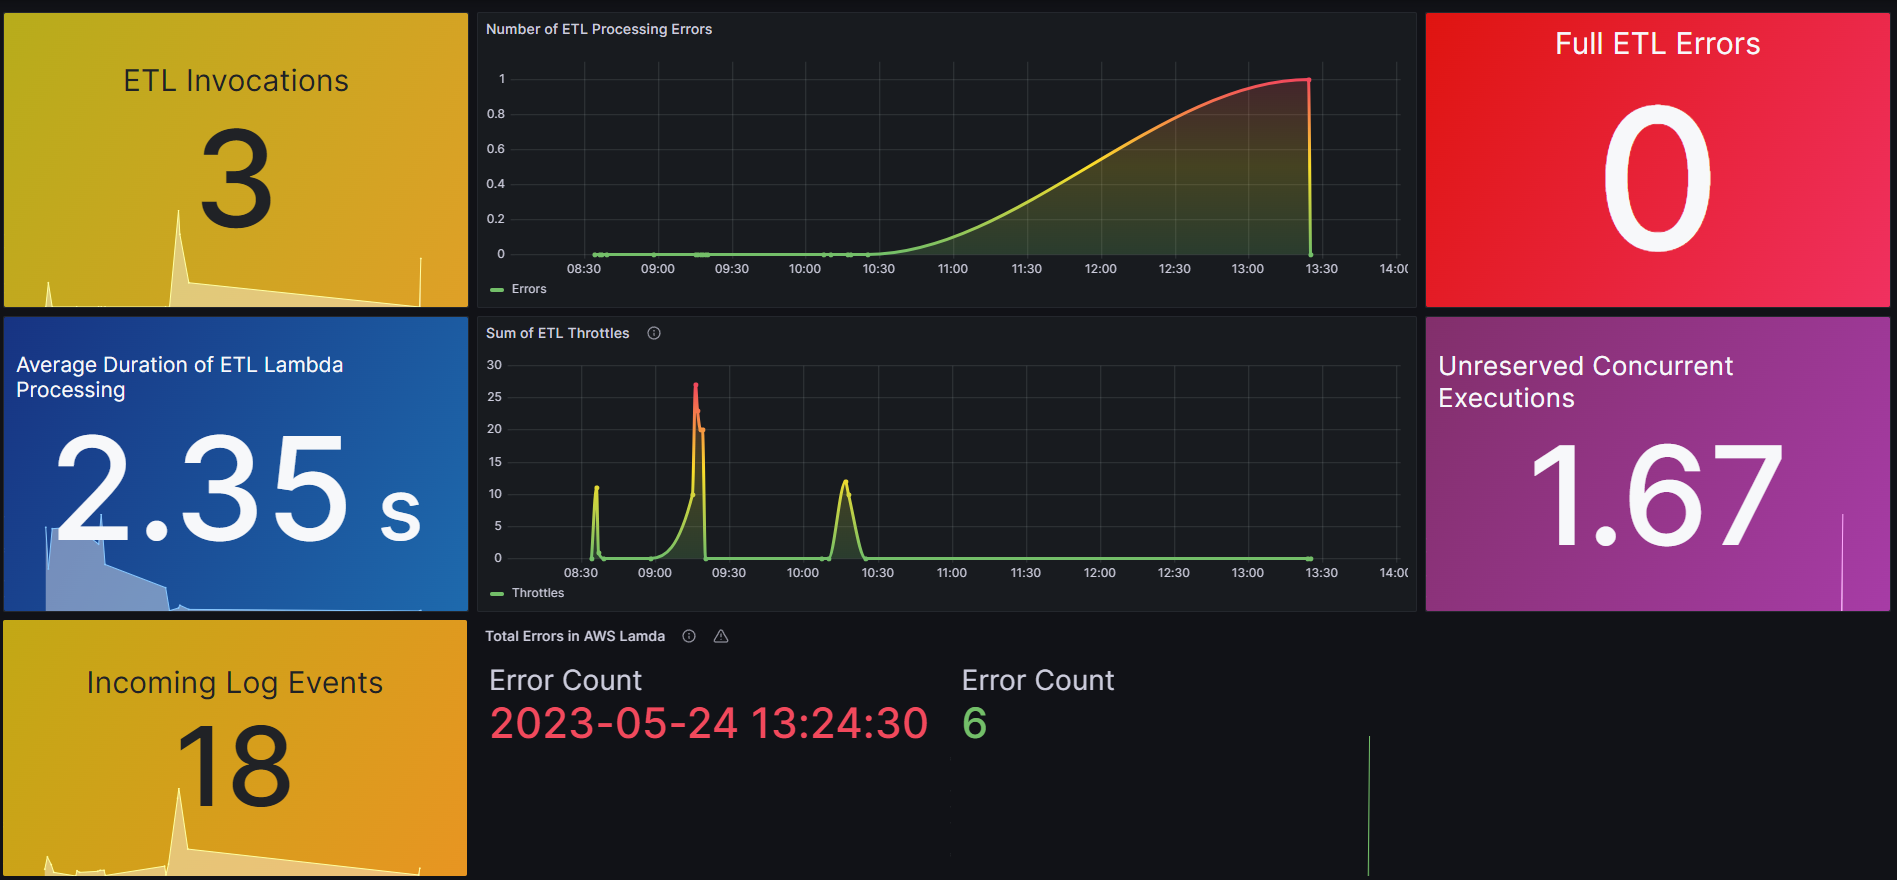 ETL Invocations
3
Number of ETL Processing Errors
1
0.8
0.6
0.4
0.2
0
08:30 09:00 09:30 10:00 10:30 11:00 11:30 12:00 12:30 13:00 13:30 14:00
Errors
Full ETL Errors
0
Average Duration of ETL Lambda
Processing
2.35 s
Sum of ETL Throttles
30
25
20
15
10
5
0
08:30 09:00 09:30 10:00 10:30 11:00 11:30 12:00 12:30 13:00 13:30 14:00
Throttles
Unreserved Concurrent
Executions
1.67
Incoming Log Events
18
Total Errors in AWS Lamda
Error Count
2023-05-24 13:24:30
Error Count
6